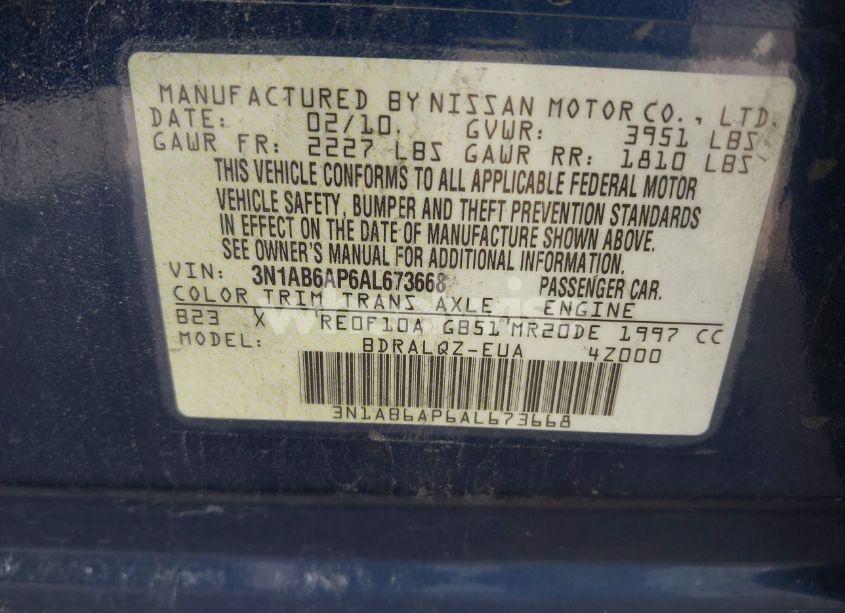 MANUFACTURED BY NISSAN MOTOR CO., LTD.
DATE: 02/10. GVWR: 3951 LBS
GAWR FR: 2227 LBS GAWR RR: 1810 LBS
THIS VEHICLE CONFORMS TO ALL APPLICABLE FEDERAL MOTOR
VEHICLE SAFETY, BUMPER AND THEFT PREVENTION STANDARDS
IN EFFECT ON THE DATE OF MANUFACTURE SHOWN ABOVE.
SEE OWNER'S MANUAL FOR ADDITIONAL INFORMATION.
VIN: 3N1AB6AP6AL673668 PASSENGER CAR.
COLOR TRIM TRANS AXLE ENGINE
B23 X RE0F10A GB51 MR20DE 1997 CC
MODEL: BDRALQZ-EUA 4Z000
3N1AB6AP6AL673668